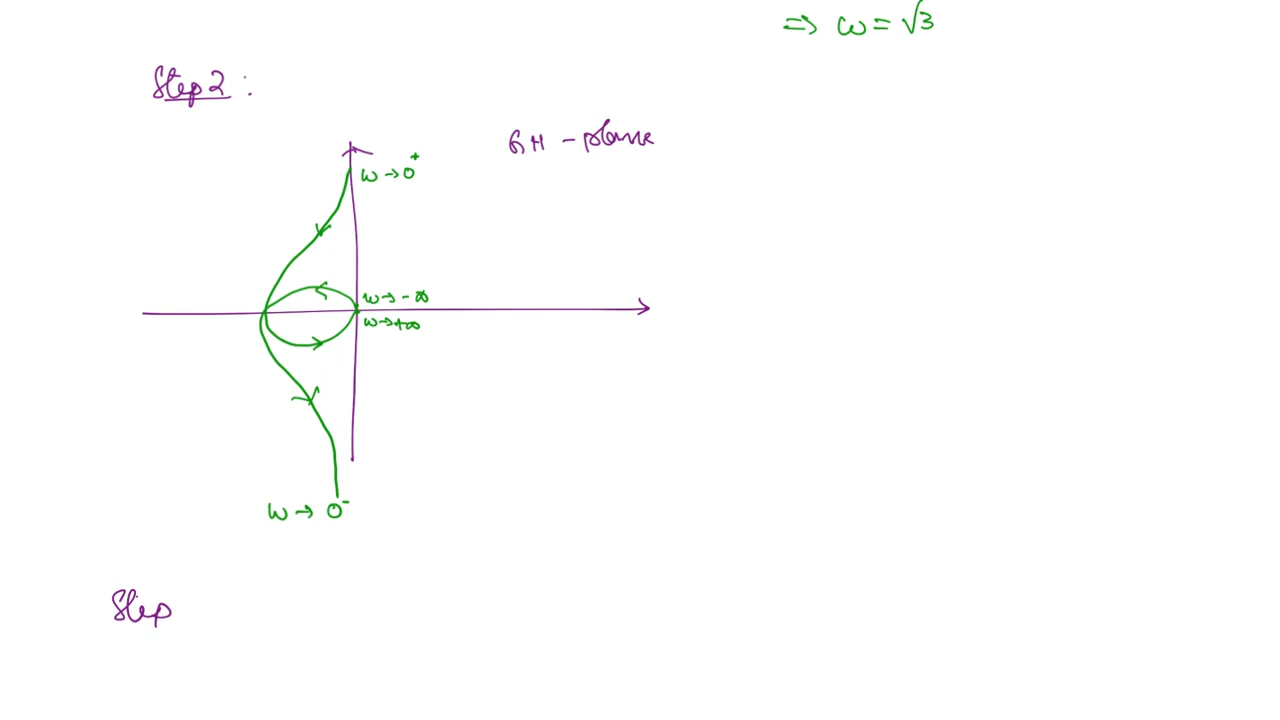 => ω = √3
Step 2 :
GH - plane
ω → 0⁺
ω → - ∞
ω → +∞
ω → 0⁻
Step